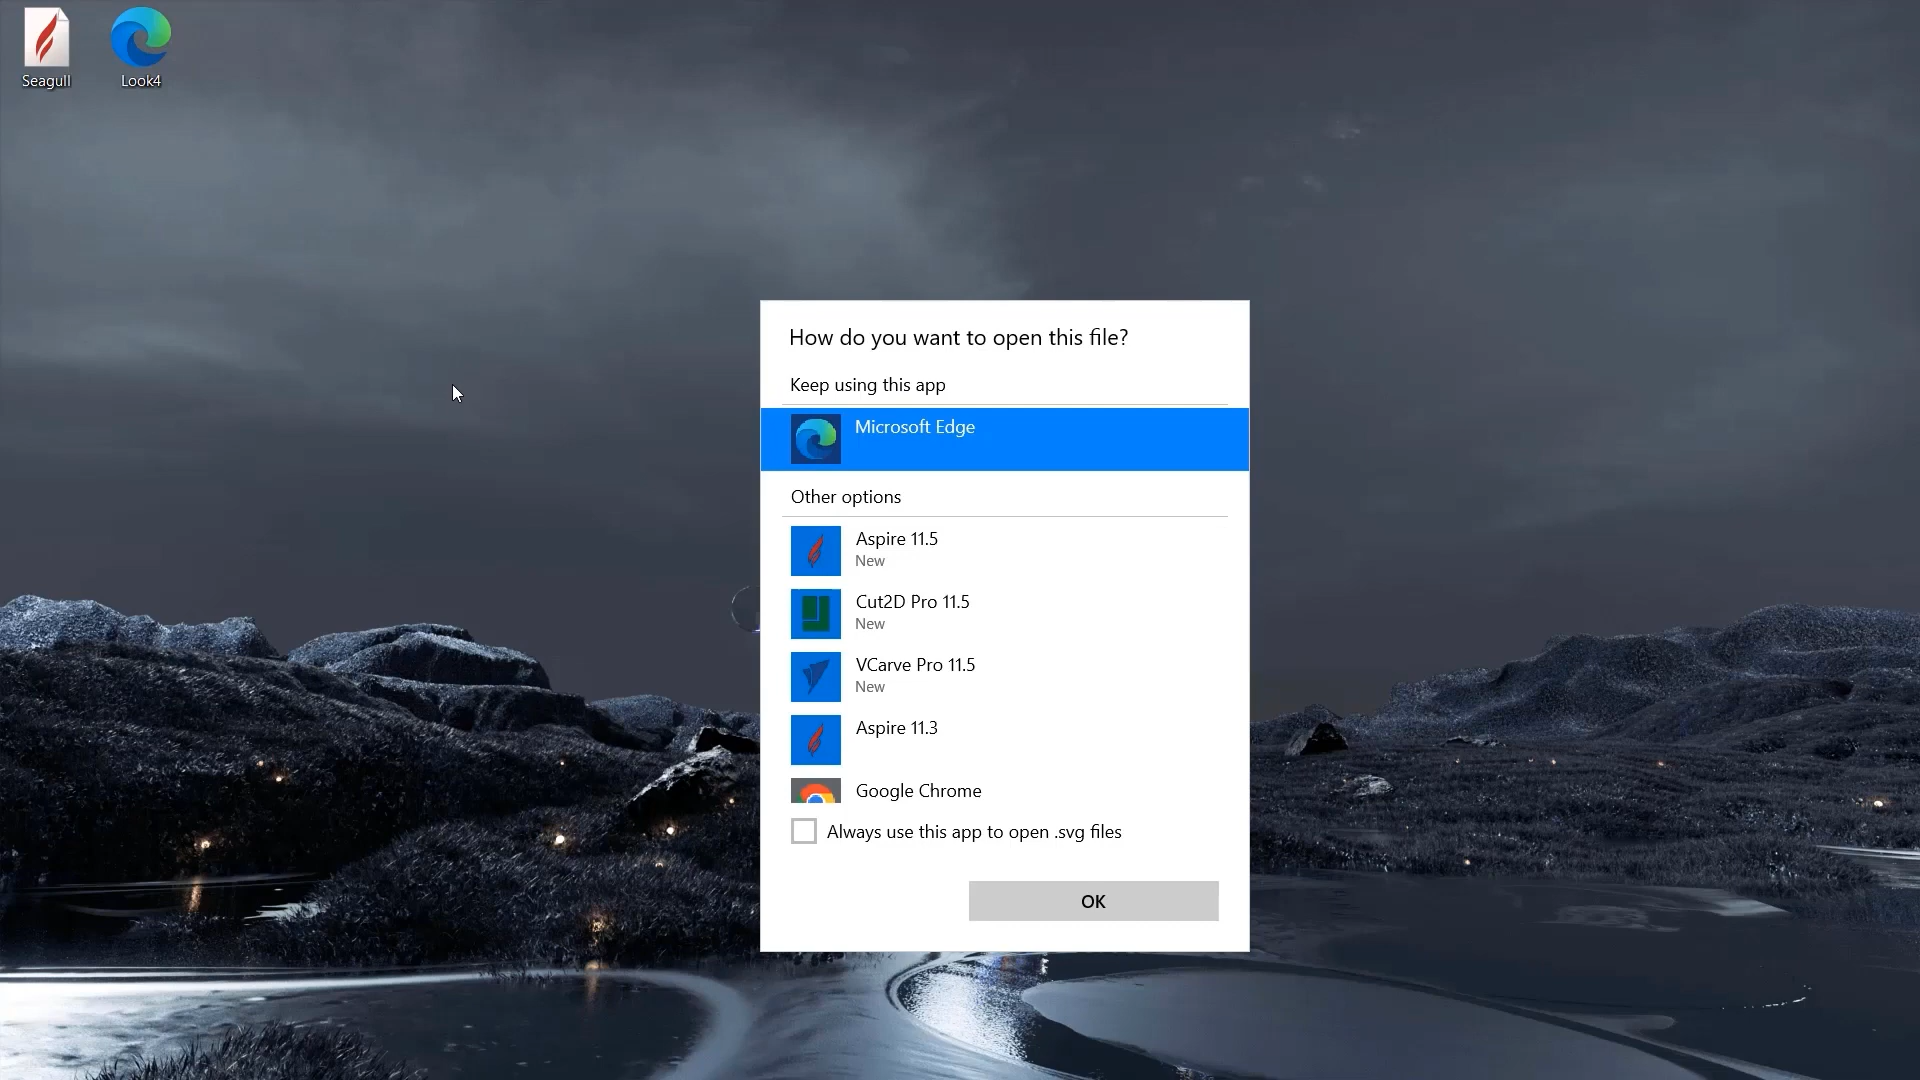 Seagull
Look4
How do you want to open this file?
Keep using this app
Microsoft Edge
Other options
Aspire 11.5
New
Cut2D Pro 11.5
New
VCarve Pro 11.5
New
Aspire 11.3
Google Chrome
Always use this app to open .svg files
OK